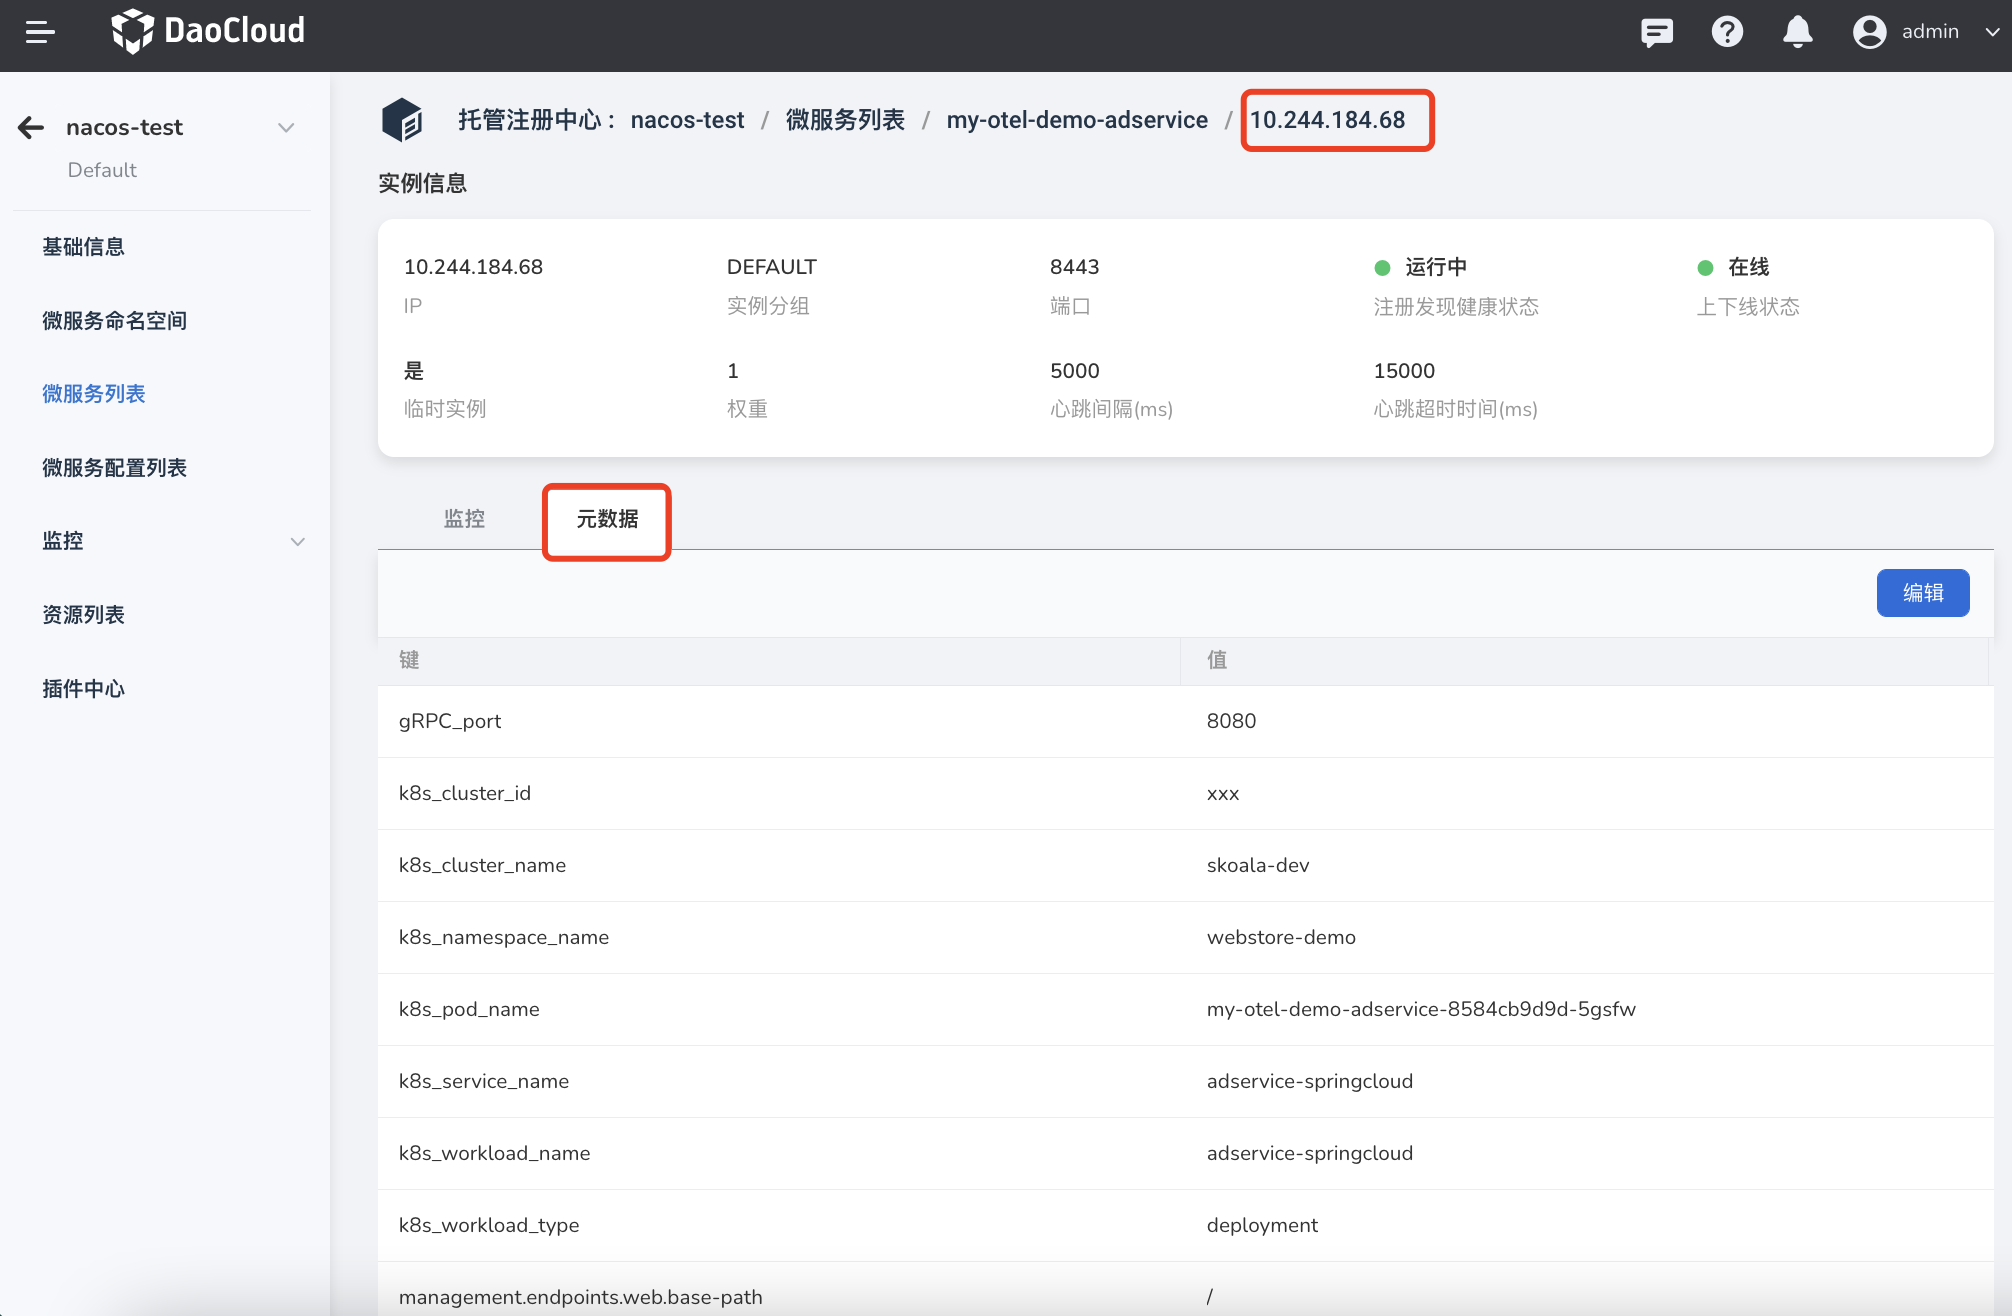 DaoCloud
admin
nacos-test
Default
基础信息
微服务命名空间
微服务列表
微服务配置列表
监控
资源列表
插件中心
托管注册中心： nacos-test / 微服务列表 / my-otel-demo-adservice / 10.244.184.68
实例信息
10.244.184.68 DEFAULT 8443 运行中 在线
IP 实例分组 端口 注册发现健康状态 上下线状态
是 1 5000 15000
临时实例 权重 心跳间隔(ms) 心跳超时时间(ms)
监控 元数据
编辑
键 值
gRPC_port 8080
k8s_cluster_id xxx
k8s_cluster_name skoala-dev
k8s_namespace_name webstore-demo
k8s_pod_name my-otel-demo-adservice-8584cb9d9d-5gsfw
k8s_service_name adservice-springcloud
k8s_workload_name adservice-springcloud
k8s_workload_type deployment
management.endpoints.web.base-path /